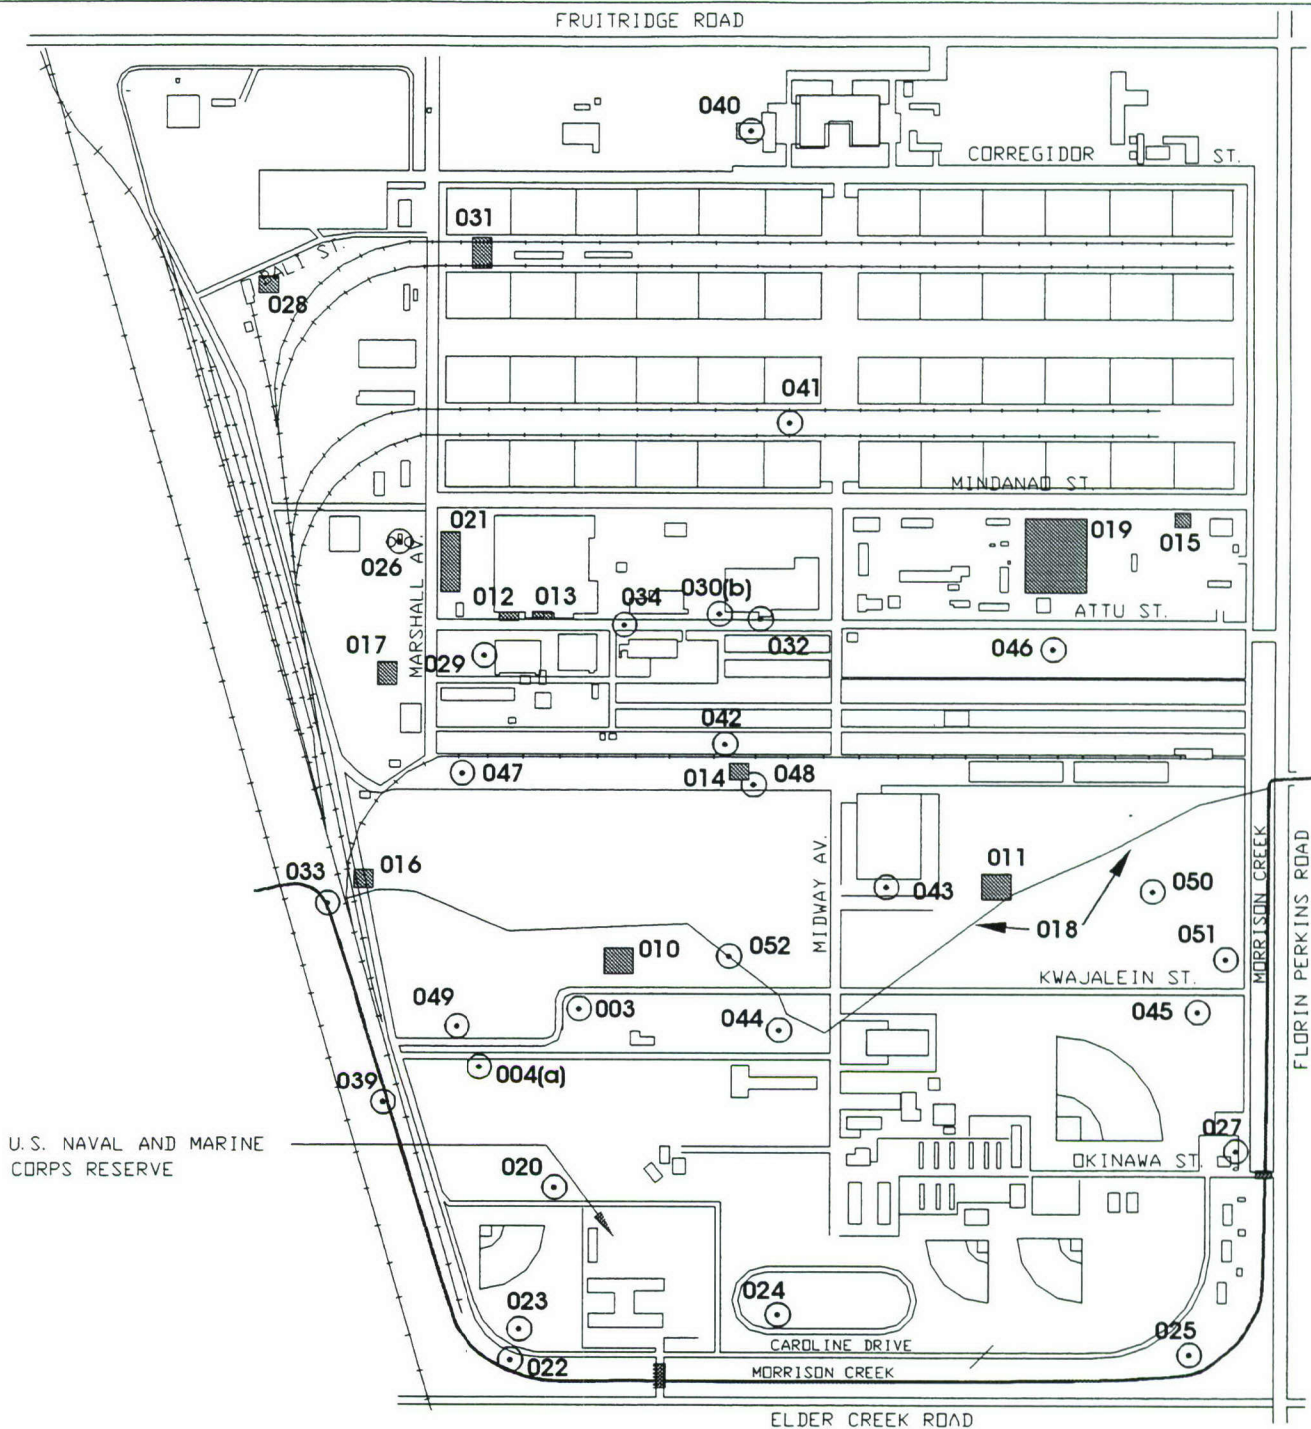 FRUITRIDGE ROAD
040
CORREGIDOR ST.
031
BALI ST.
028
041
MINDANAO ST.
021
019
015
026
MARSHALL AV.
012
013
034
030(b)
ATTU ST.
017
029
032
046
042
047
014
048
MIDWAY AV.
MORRISON CREEK
FLORIN PERKINS ROAD
033
016
011
043
050
018
051
010
052
KWAJALEIN ST.
049
003
044
045
004(a)
039
U.S. NAVAL AND MARINE
CORPS RESERVE
027
020
OKINAWA ST.
023
024
025
022
CAROLINE DRIVE
MORRISON CREEK
ELDER CREEK ROAD